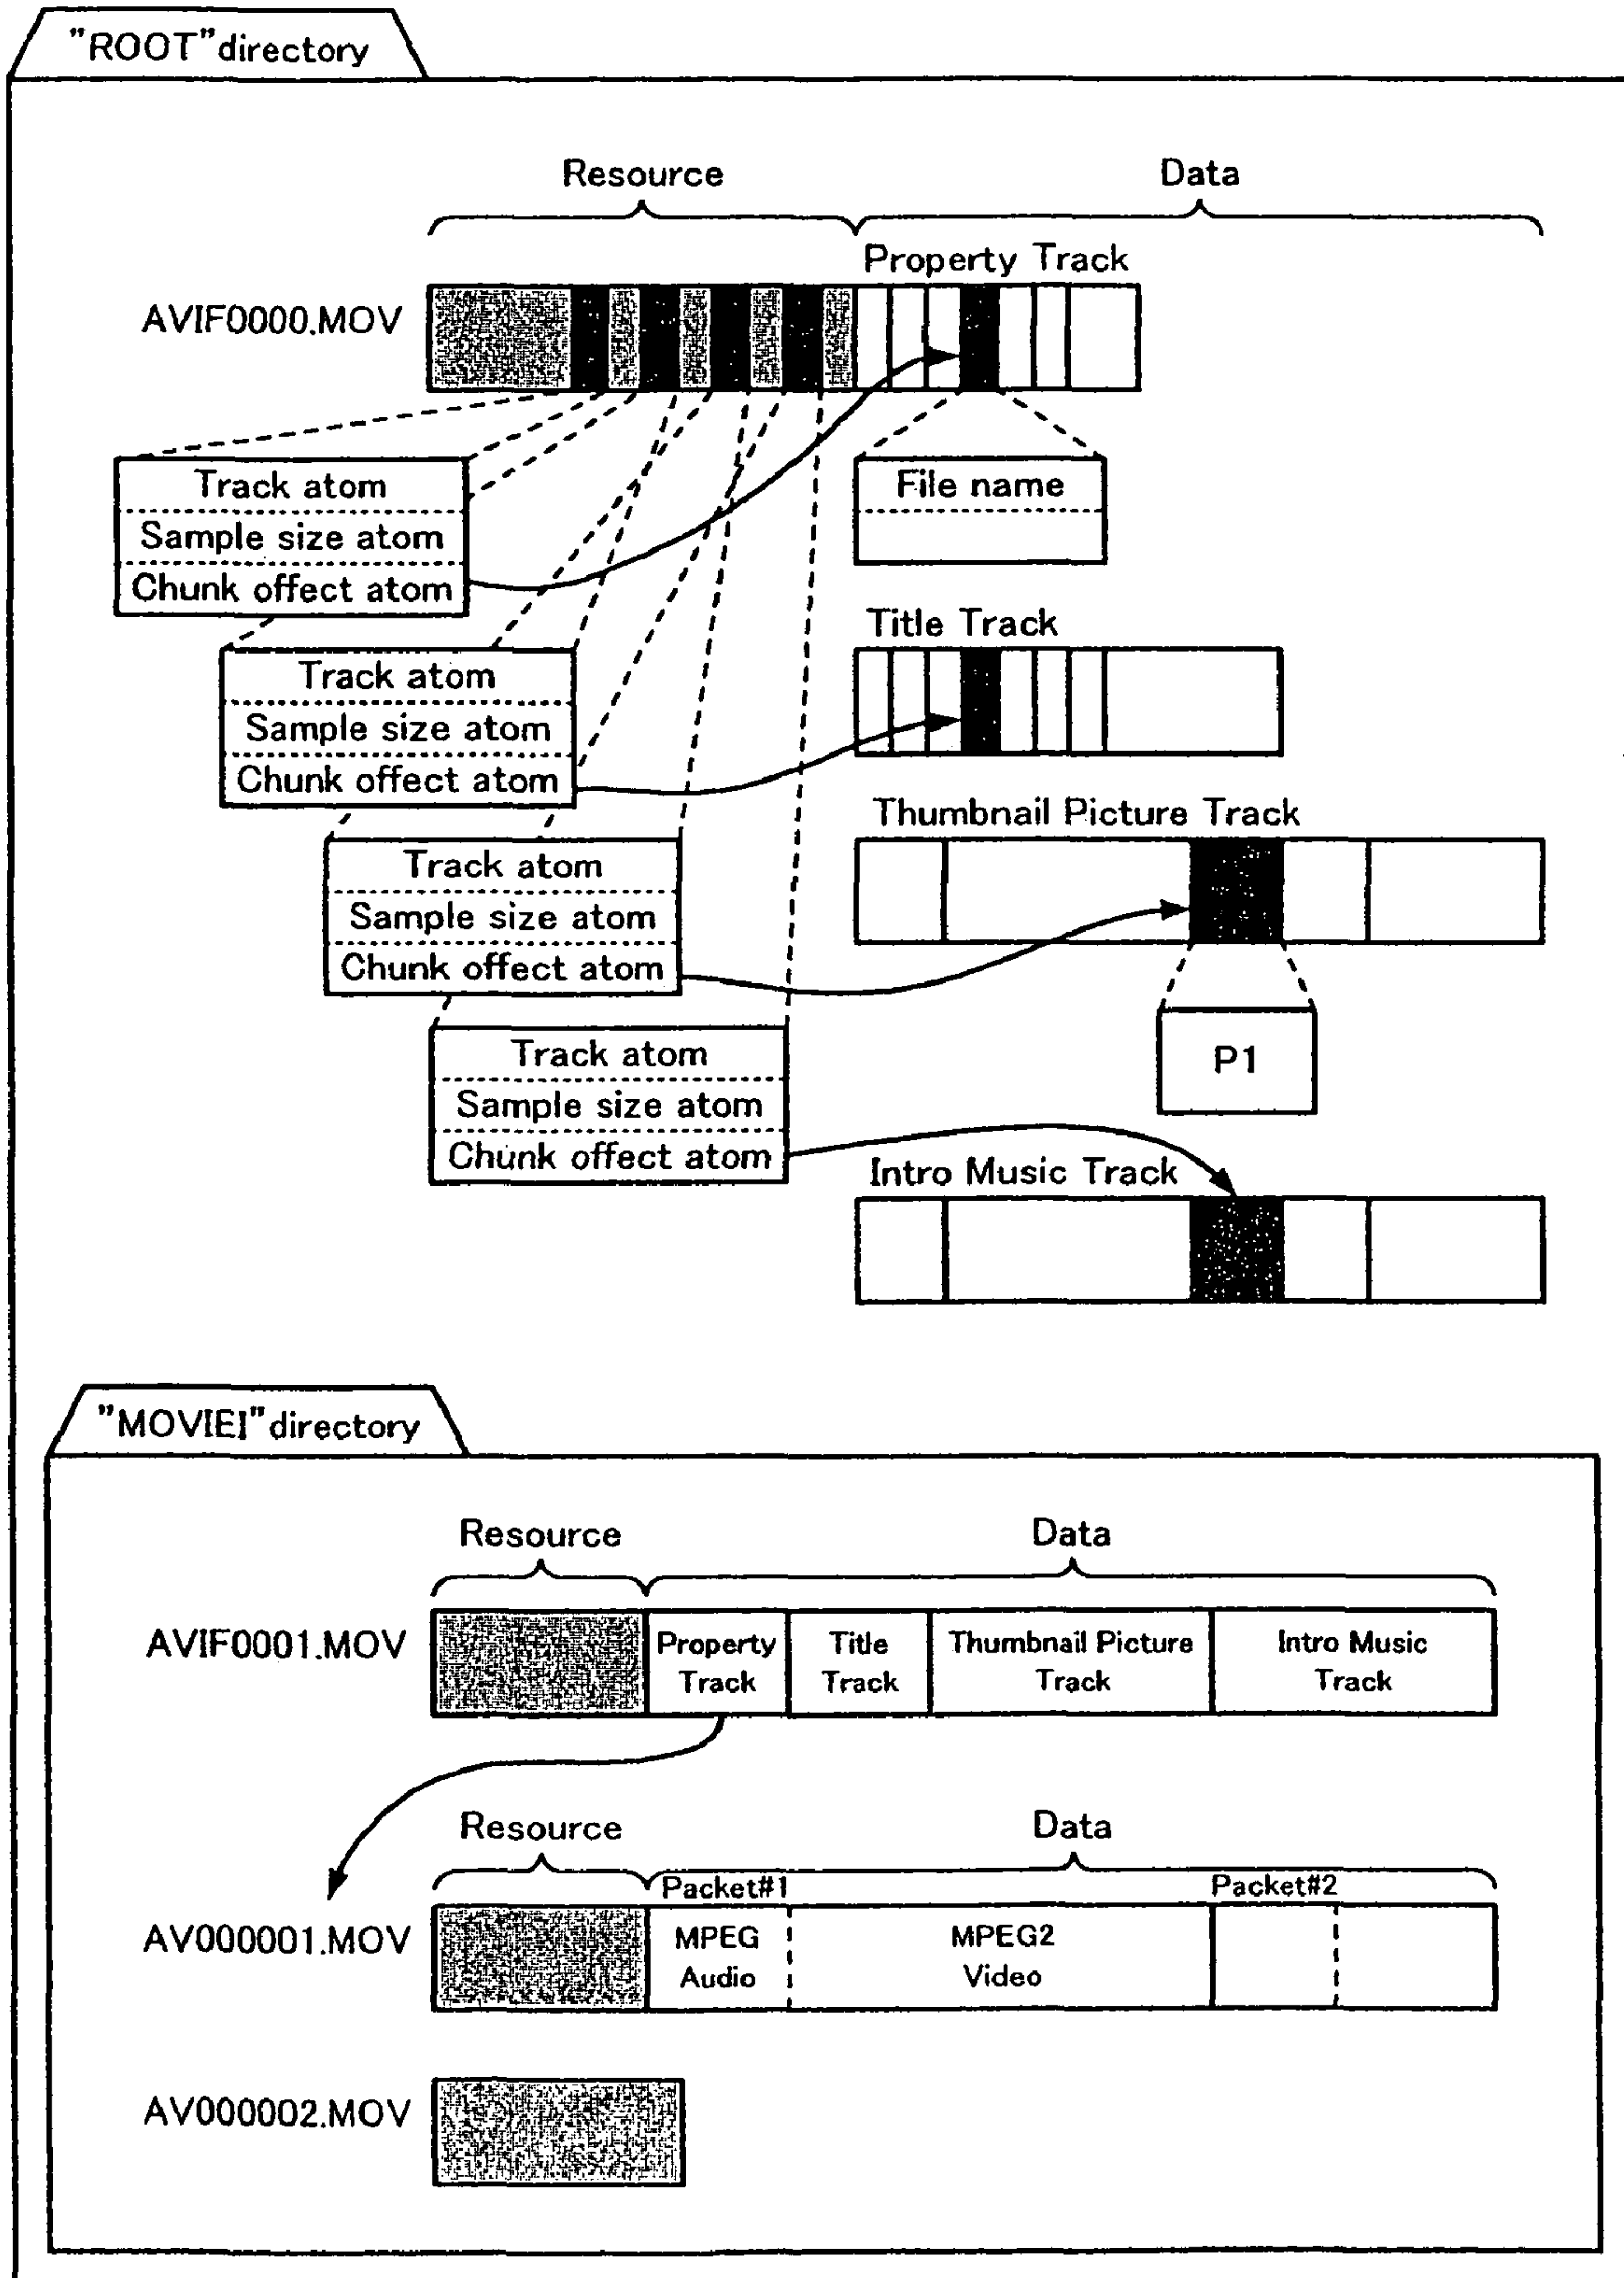 "ROOT"directory
Resource
Data
Property Track
AVIF0000.MOV
Track atom
Sample size atom
Chunk offect atom
File name
Title Track
Track atom
Sample size atom
Chunk offect atom
Thumbnail Picture Track
Track atom
Sample size atom
Chunk offect atom
P1
Track atom
Sample size atom
Chunk offect atom
Intro Music Track
"MOVIEI"directory
Resource
Data
AVIF0001.MOV
Property
Track
Title
Track
Thumbnail Picture
Track
Intro Music
Track
Resource
Data
Packet#1
Packet#2
AV000001.MOV
MPEG
Audio
MPEG2
Video
AV000002.MOV